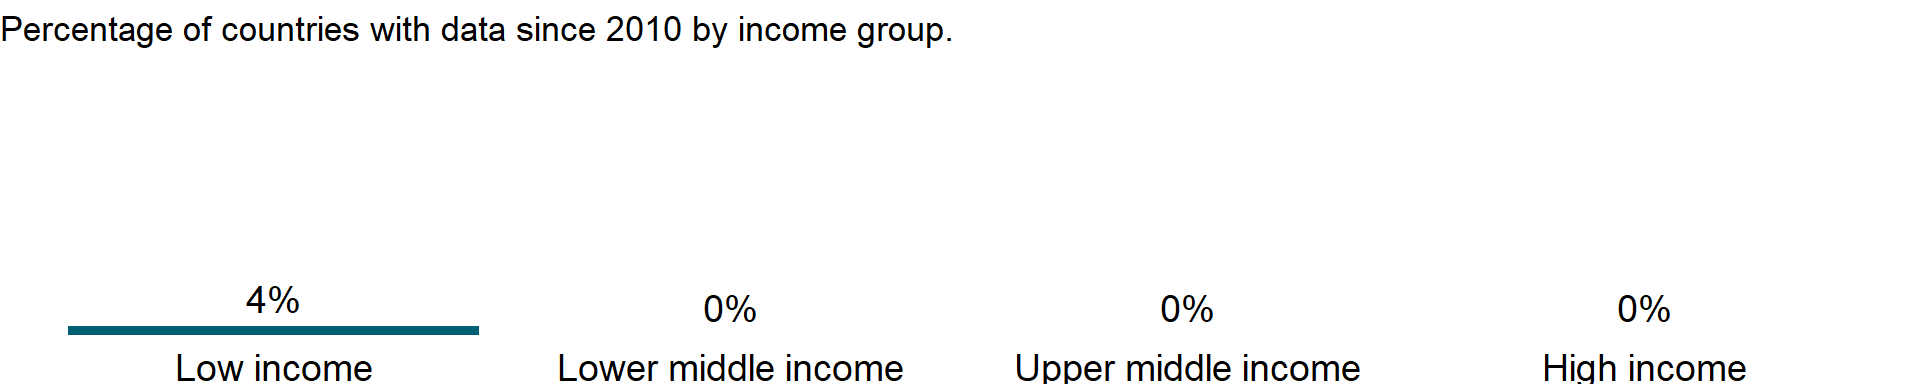 Percentage of countries with data since 2010 by income group.
4%
0%
0%
0%
Low income
Lower middle income
Upper middle income
High income